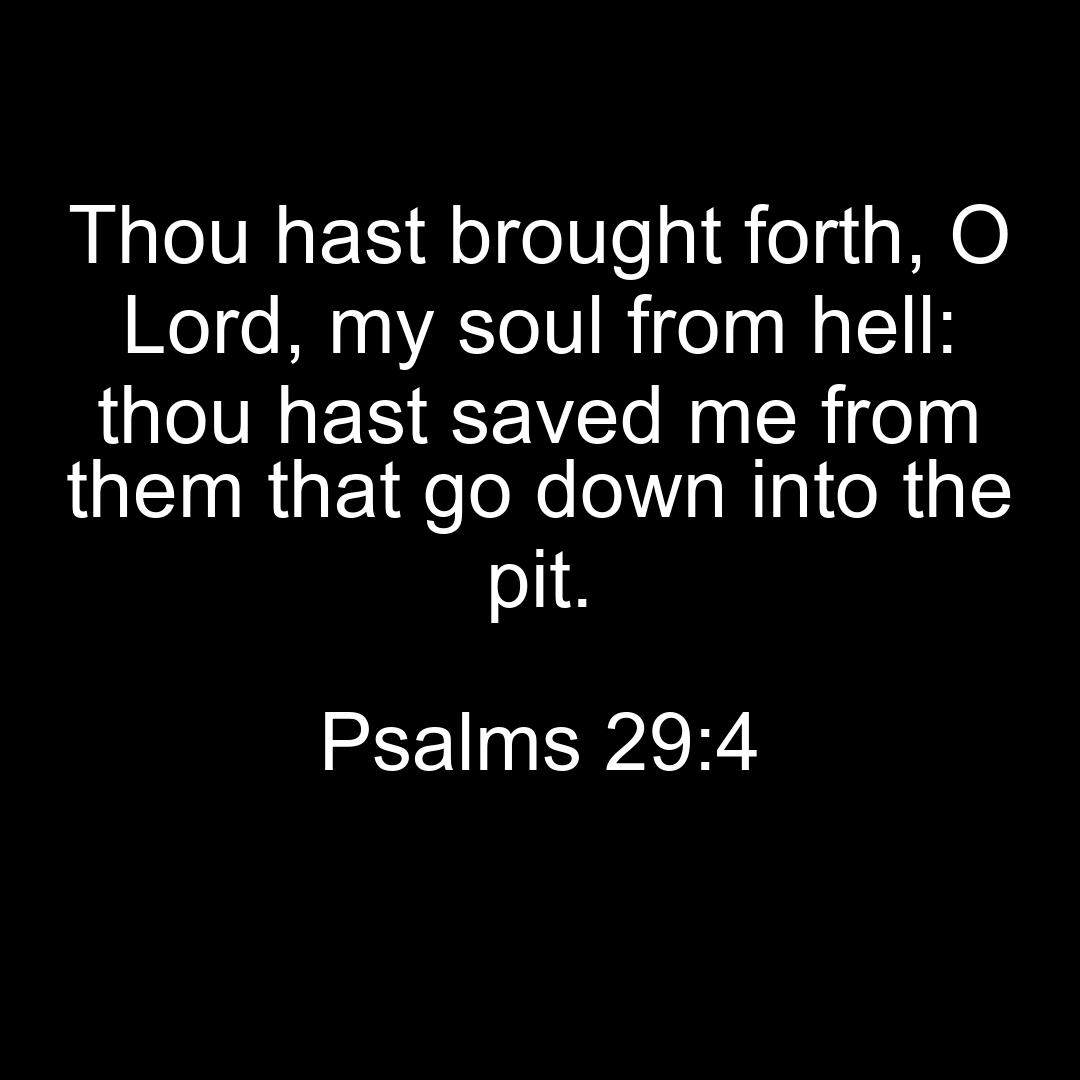 Thou hast brought forth, O
Lord, my soul from hell:
thou hast saved me from
them that go down into the
pit.
Psalms 29:4